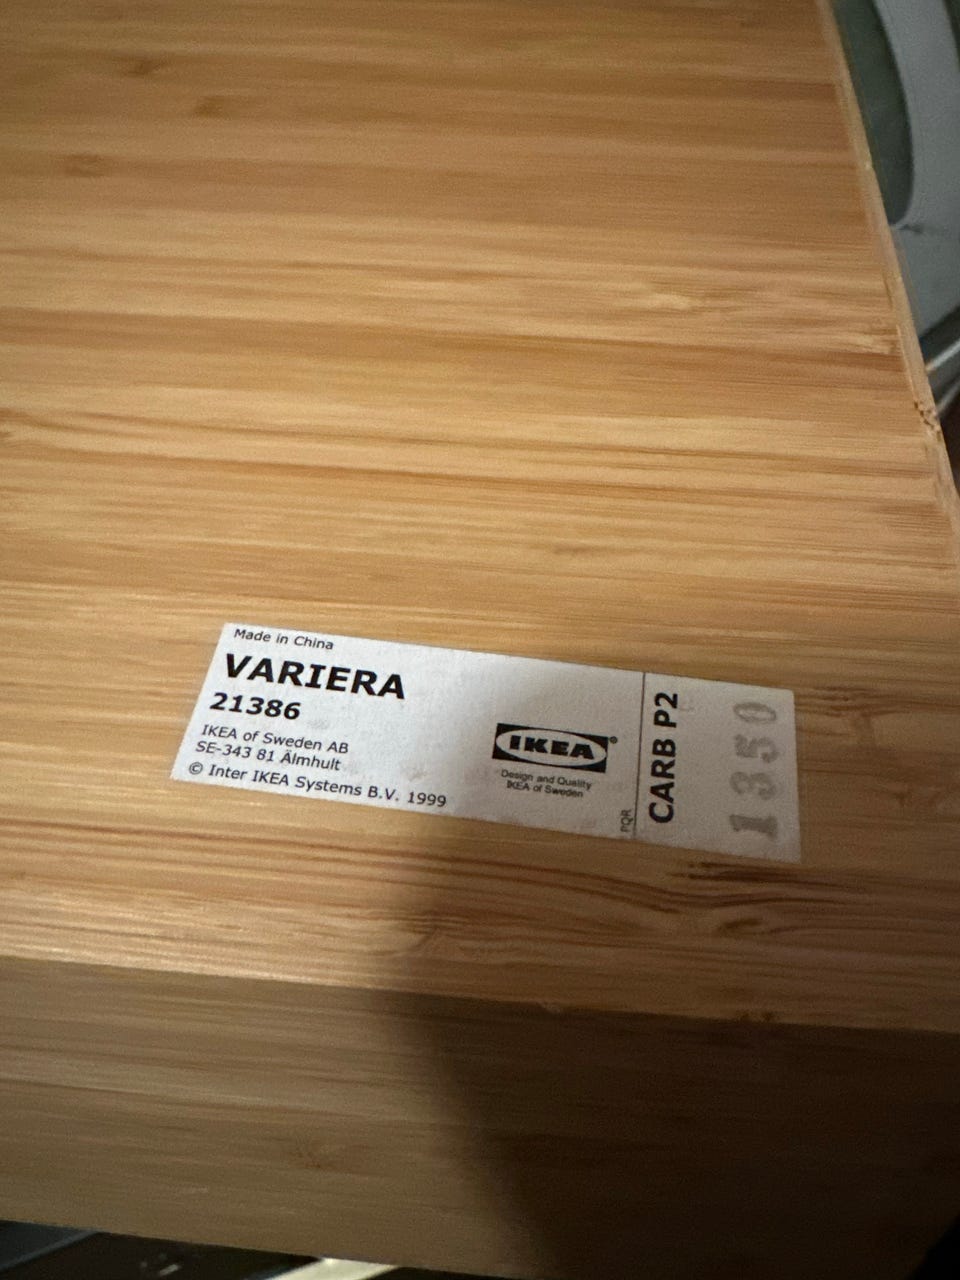 Made in China
VARIERA
21386
IKEA of Sweden AB
SE-343 81 Älmhult
© Inter IKEA Systems B.V. 1999
IKEA®
Design and Quality
IKEA of Sweden
PQR
CARB P2
1350